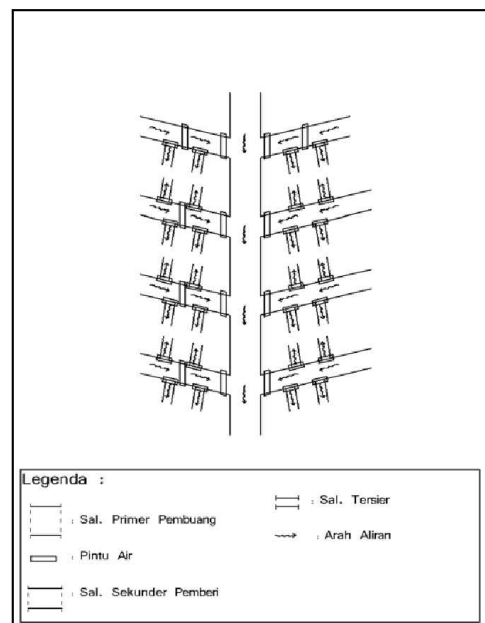 Legenda :
: Sal. Primer Pembuang
: Pintu Air
: Sal. Sekunder Pemberi
: Sal. Tersier
: Arah Aliran